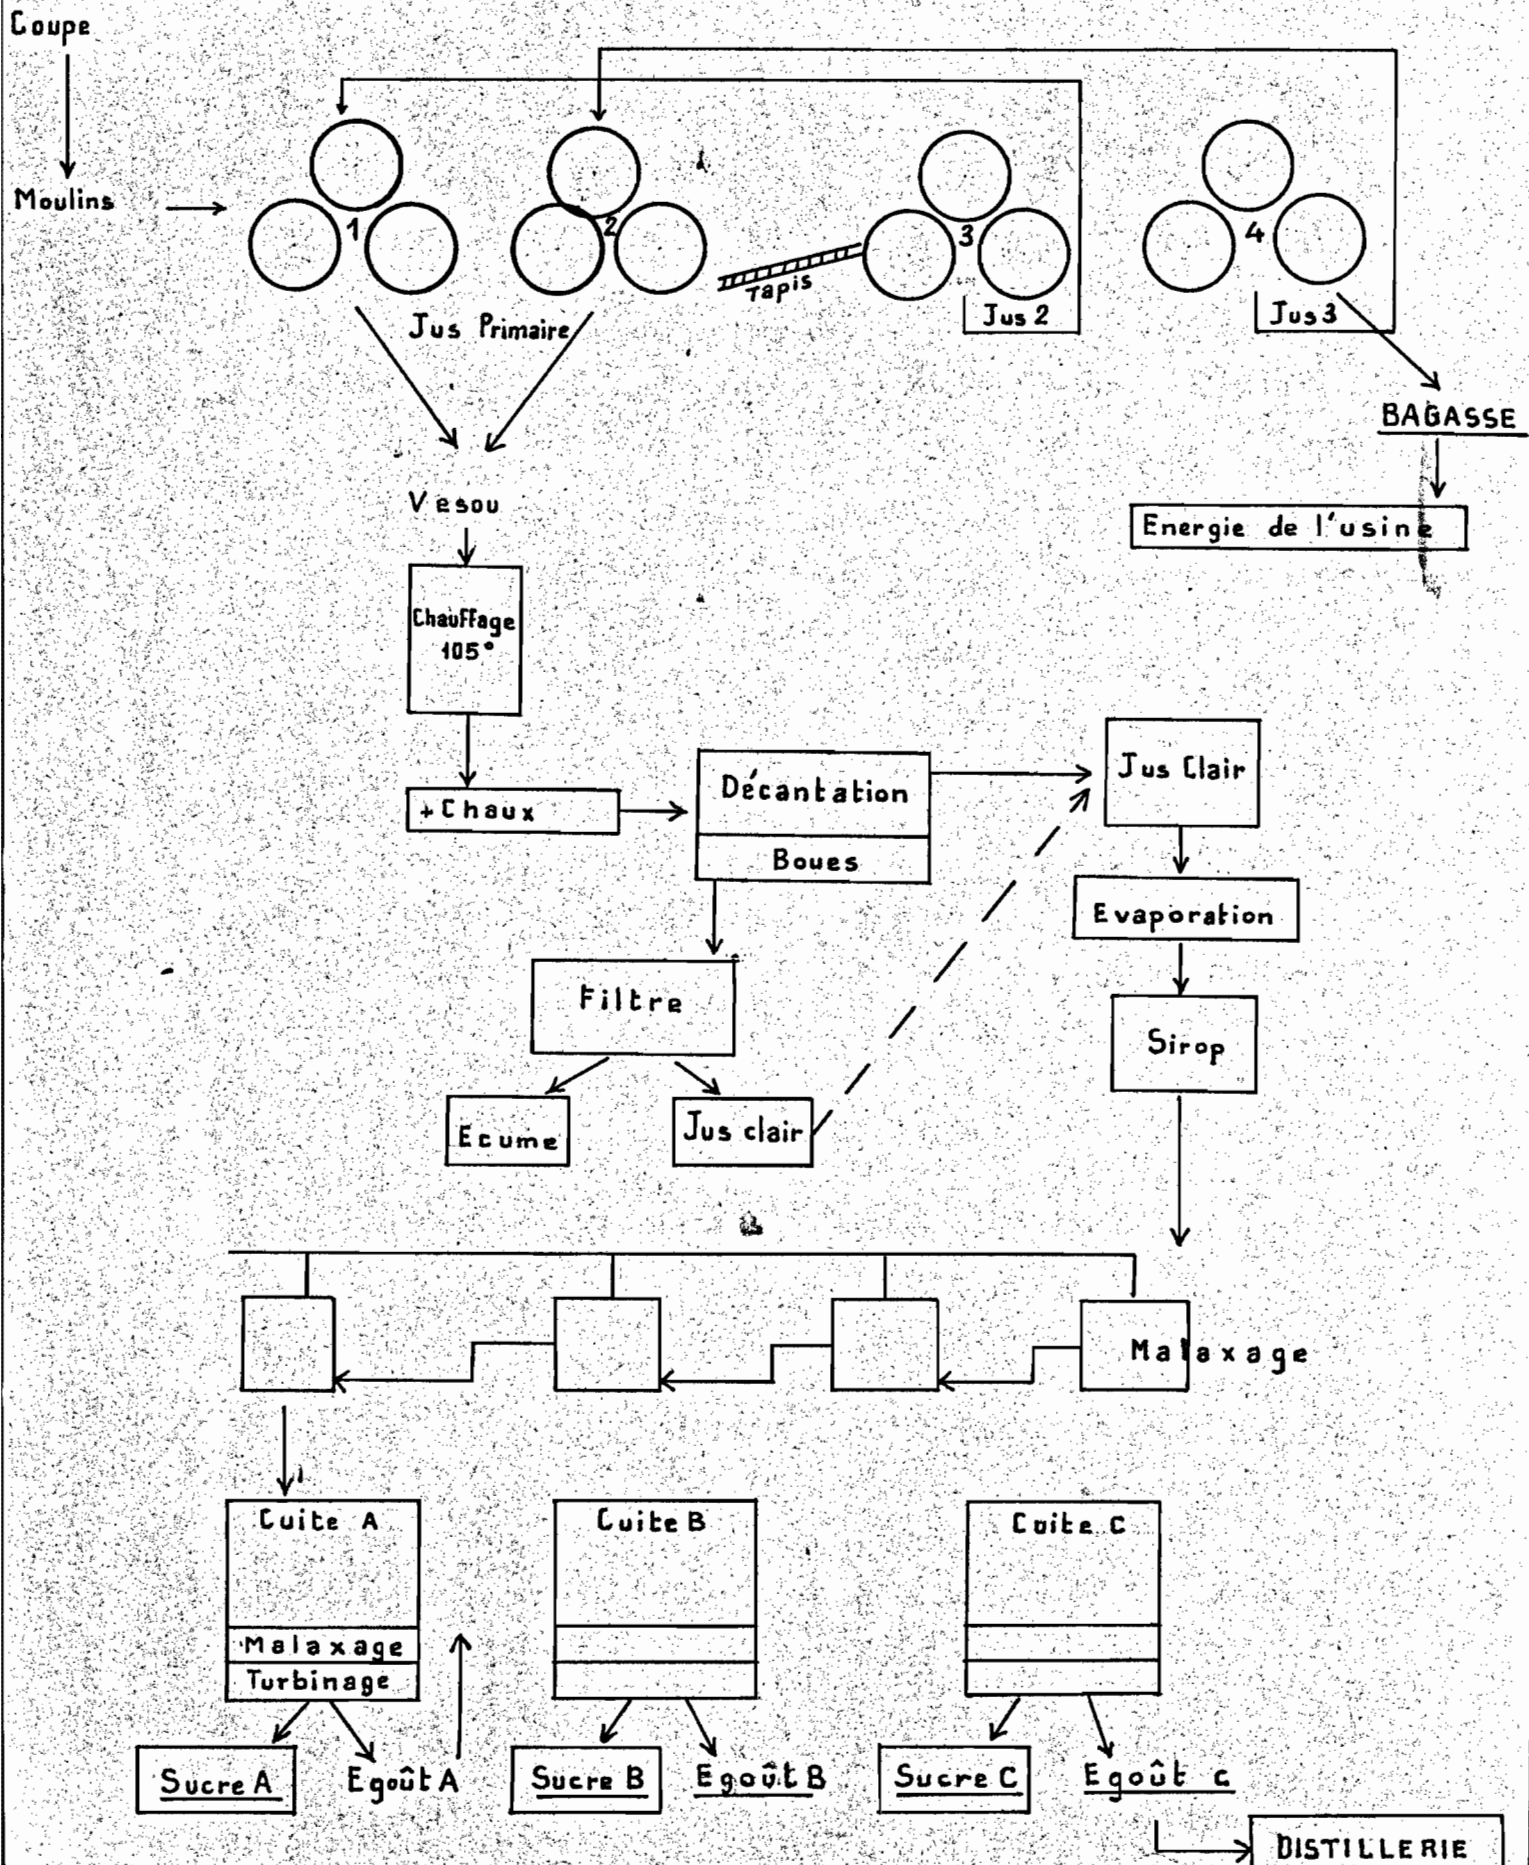 Coupe
Moulins
1
2
3
4
Tapis
Jus 2
Jus 3
Jus Primaire
BAGASSE
Vesou
Energie de l'usine
Chauffage
105°
+ Chaux
Décantation
Boues
Jus Clair
Evaporation
Filtre
Sirop
Ecume
Jus clair
Malaxage
Cuite A
Malaxage
Turbinage
Cuite B
Cuite C
Sucre A
Egoût A
Sucre B
Egoût B
Sucre C
Egoût c
DISTILLERIE